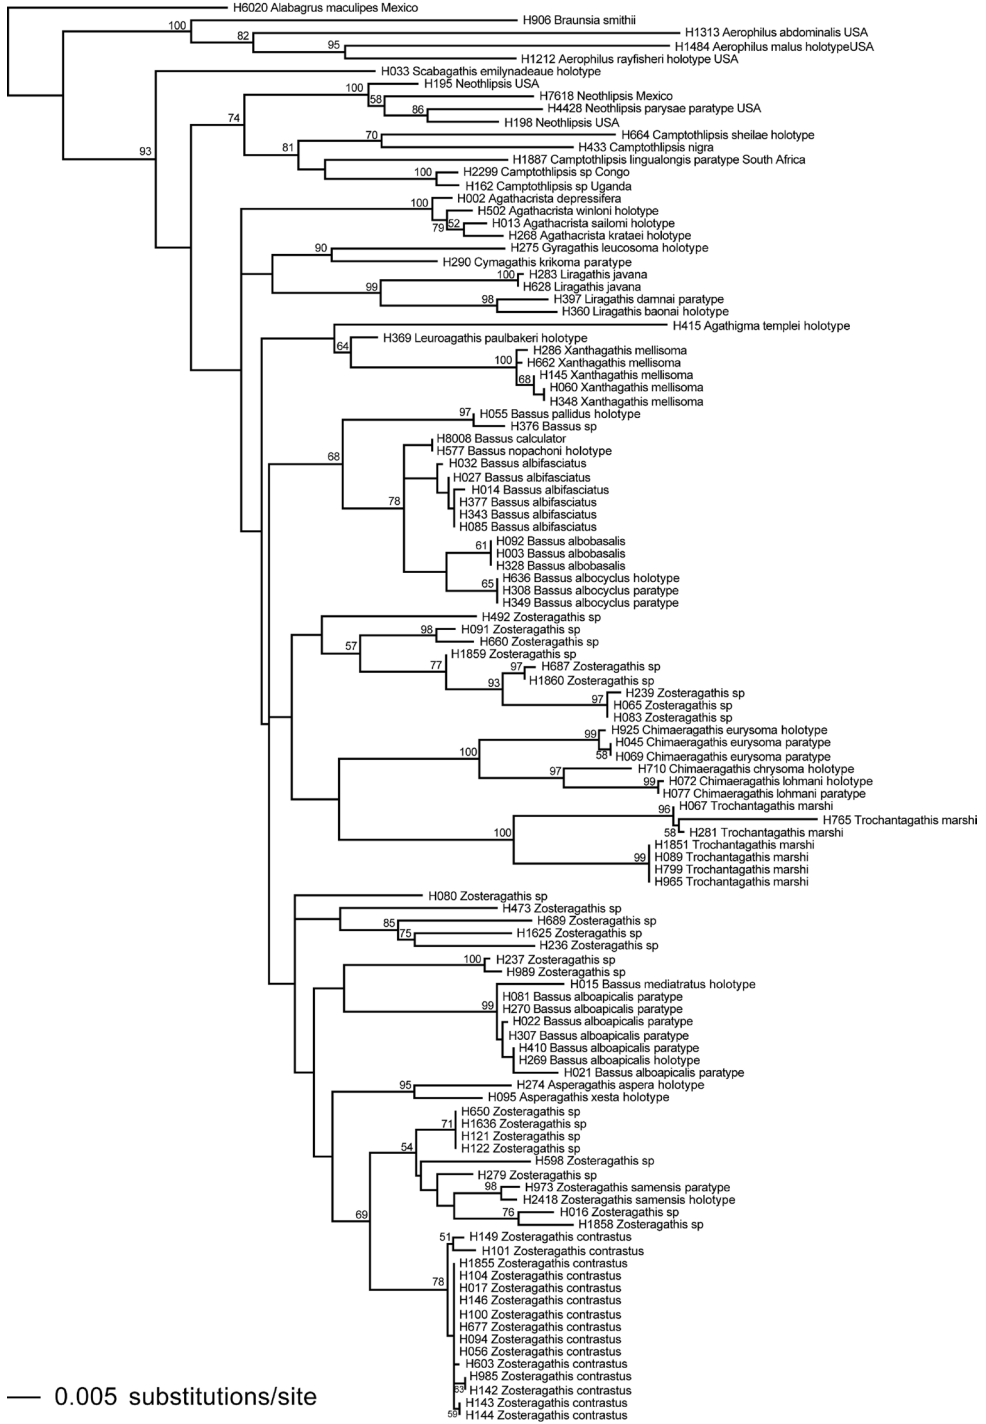 H6020 Alabagrus maculipes Mexico
100
H906 Braunsia smithii
82
H1313 Aerophilus abdominalis USA
95
H1484 Aerophilus malus holotypeUSA
H1212 Aerophilus rayfisheri holotype USA
93
H033 Scabagathis emilynadeaue holotype
74
100
H195 Neothlipsis USA
58
H7618 Neothlipsis Mexico
86
H4428 Neothlipsis parysae paratype USA
H198 Neothlipsis USA
81
70
H664 Camptothlipsis sheilae holotype
H433 Camptothlipsis nigra
H1887 Camptothlipsis lingualongis paratype South Africa
100
H2299 Camptothlipsis sp Congo
H162 Camptothlipsis sp Uganda
100
H002 Agathacrista depressifera
79
H502 Agathacrista winloni holotype
52
H013 Agathacrista sailomi holotype
H268 Agathacrista krataei holotype
90
H275 Gyragathis leucosoma holotype
H290 Cymagathis krikoma paratype
99
100
H283 Liragathis javana
H628 Liragathis javana
98
H397 Liragathis damnai paratype
H360 Liragathis baonai holotype
H415 Agathigma templei holotype
64
H369 Leuroagathis paulbakeri holotype
100
H286 Xanthagathis mellisoma
H662 Xanthagathis mellisoma
68
H145 Xanthagathis mellisoma
H060 Xanthagathis mellisoma
H348 Xanthagathis mellisoma
68
97
H055 Bassus pallidus holotype
H376 Bassus sp
78
H8008 Bassus calculator
H577 Bassus nopachoni holotype
H032 Bassus albifasciatus
H027 Bassus albifasciatus
H014 Bassus albifasciatus
H377 Bassus albifasciatus
H343 Bassus albifasciatus
H085 Bassus albifasciatus
61
H092 Bassus albobasalis
H003 Bassus albobasalis
H328 Bassus albobasalis
65
H636 Bassus albocyclus holotype
H308 Bassus albocyclus paratype
H349 Bassus albocyclus paratype
H492 Zosteragathis sp
57
98
H091 Zosteragathis sp
H660 Zosteragathis sp
77
H1859 Zosteragathis sp
93
97
H687 Zosteragathis sp
H1860 Zosteragathis sp
97
H239 Zosteragathis sp
H065 Zosteragathis sp
H083 Zosteragathis sp
100
99
H925 Chimaeragathis eurysoma holotype
58
H045 Chimaeragathis eurysoma paratype
H069 Chimaeragathis eurysoma paratype
97
H710 Chimaeragathis chrysoma holotype
99
H072 Chimaeragathis lohmani holotype
H077 Chimaeragathis lohmani paratype
100
96
H067 Trochantagathis marshi
58
H765 Trochantagathis marshi
H281 Trochantagathis marshi
99
H1851 Trochantagathis marshi
H089 Trochantagathis marshi
H799 Trochantagathis marshi
H965 Trochantagathis marshi
H080 Zosteragathis sp
H473 Zosteragathis sp
85
H689 Zosteragathis sp
75
H1625 Zosteragathis sp
H236 Zosteragathis sp
100
H237 Zosteragathis sp
H989 Zosteragathis sp
99
H015 Bassus mediatratus holotype
H081 Bassus alboapicalis paratype
H270 Bassus alboapicalis paratype
H022 Bassus alboapicalis paratype
H307 Bassus alboapicalis paratype
H410 Bassus alboapicalis paratype
H269 Bassus alboapicalis holotype
H021 Bassus alboapicalis paratype
95
H274 Asperagathis aspera holotype
H095 Asperagathis xesta holotype
69
54
71
H650 Zosteragathis sp
H1636 Zosteragathis sp
H121 Zosteragathis sp
H122 Zosteragathis sp
H598 Zosteragathis sp
H279 Zosteragathis sp
98
H973 Zosteragathis samensis paratype
H2418 Zosteragathis samensis holotype
76
H016 Zosteragathis sp
H1858 Zosteragathis sp
78
51
H149 Zosteragathis contrastus
H101 Zosteragathis contrastus
H1855 Zosteragathis contrastus
H104 Zosteragathis contrastus
H017 Zosteragathis contrastus
H146 Zosteragathis contrastus
H100 Zosteragathis contrastus
H677 Zosteragathis contrastus
H094 Zosteragathis contrastus
H056 Zosteragathis contrastus
H603 Zosteragathis contrastus
63
H985 Zosteragathis contrastus
H142 Zosteragathis contrastus
59
H143 Zosteragathis contrastus
H144 Zosteragathis contrastus
0.005 substitutions/site